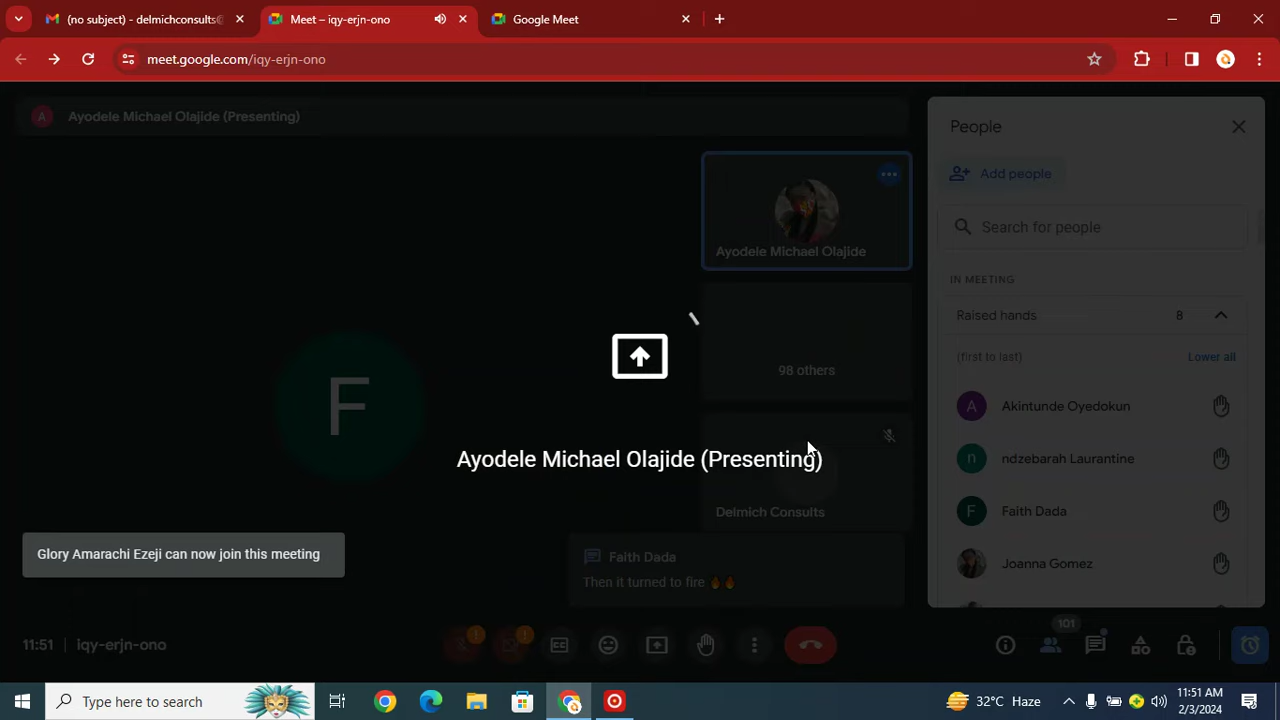 (no subject) - delmichconsults@
Meet – iqy-erjn-ono
Google Meet
meet.google.com/iqy-erjn-ono
A
Ayodele Michael Olajide (Presenting)
People
Add people
Search for people
Ayodele Michael Olajide
IN MEETING
Raised hands 8
(first to last) Lower all
98 others
A Akintunde Oyedokun
F
n ndzebarah Laurantine
Ayodele Michael Olajide (Presenting)
Delmich Consults
F Faith Dada
Glory Amarachi Ezeji can now join this meeting
Faith Dada
Then it turned to fire 🔥🔥
Joanna Gomez
101
11:51 | iqy-erjn-ono
Type here to search
32°C Haze
11:51 AM
2/3/2024